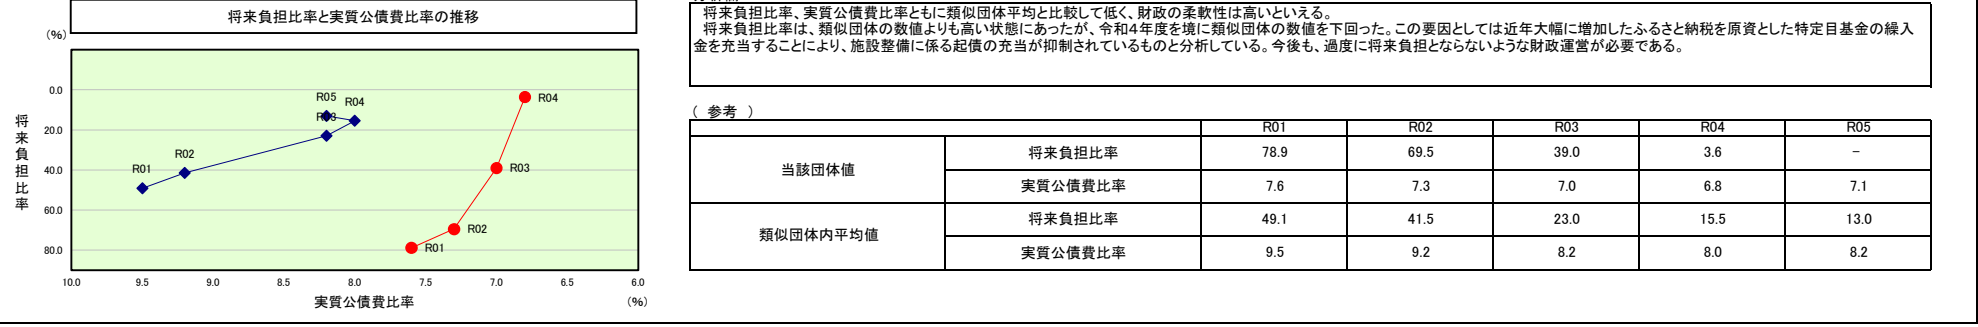 将来負担比率と実質公債費比率の推移
(%)
0.0
20.0
40.0
60.0
80.0
将来負担比率
R05
R04
R03
R02
R01
R04
R03
R02
R01
10.0 9.5 9.0 8.5 8.0 7.5 7.0 6.5 6.0
実質公債費比率
(%)
将来負担比率、実質公債費比率ともに類似団体平均と比較して低く、財政の柔軟性は高いといえる。
将来負担比率は、類似団体の数値よりも高い状態にあったが、令和4年度を境に類似団体の数値を下回った。この要因としては近年大幅に増加したふるさと納税を原資とした特定目基金の繰入
金を充当することにより、施設整備に係る起債の充当が抑制されているものと分析している。今後も、過度に将来負担とならないような財政運営が必要である。
( 参考 )
R01 R02 R03 R04 R05
当該団体値
将来負担比率 78.9 69.5 39.0 3.6 -
実質公債費比率 7.6 7.3 7.0 6.8 7.1
類似団体内平均値
将来負担比率 49.1 41.5 23.0 15.5 13.0
実質公債費比率 9.5 9.2 8.2 8.0 8.2